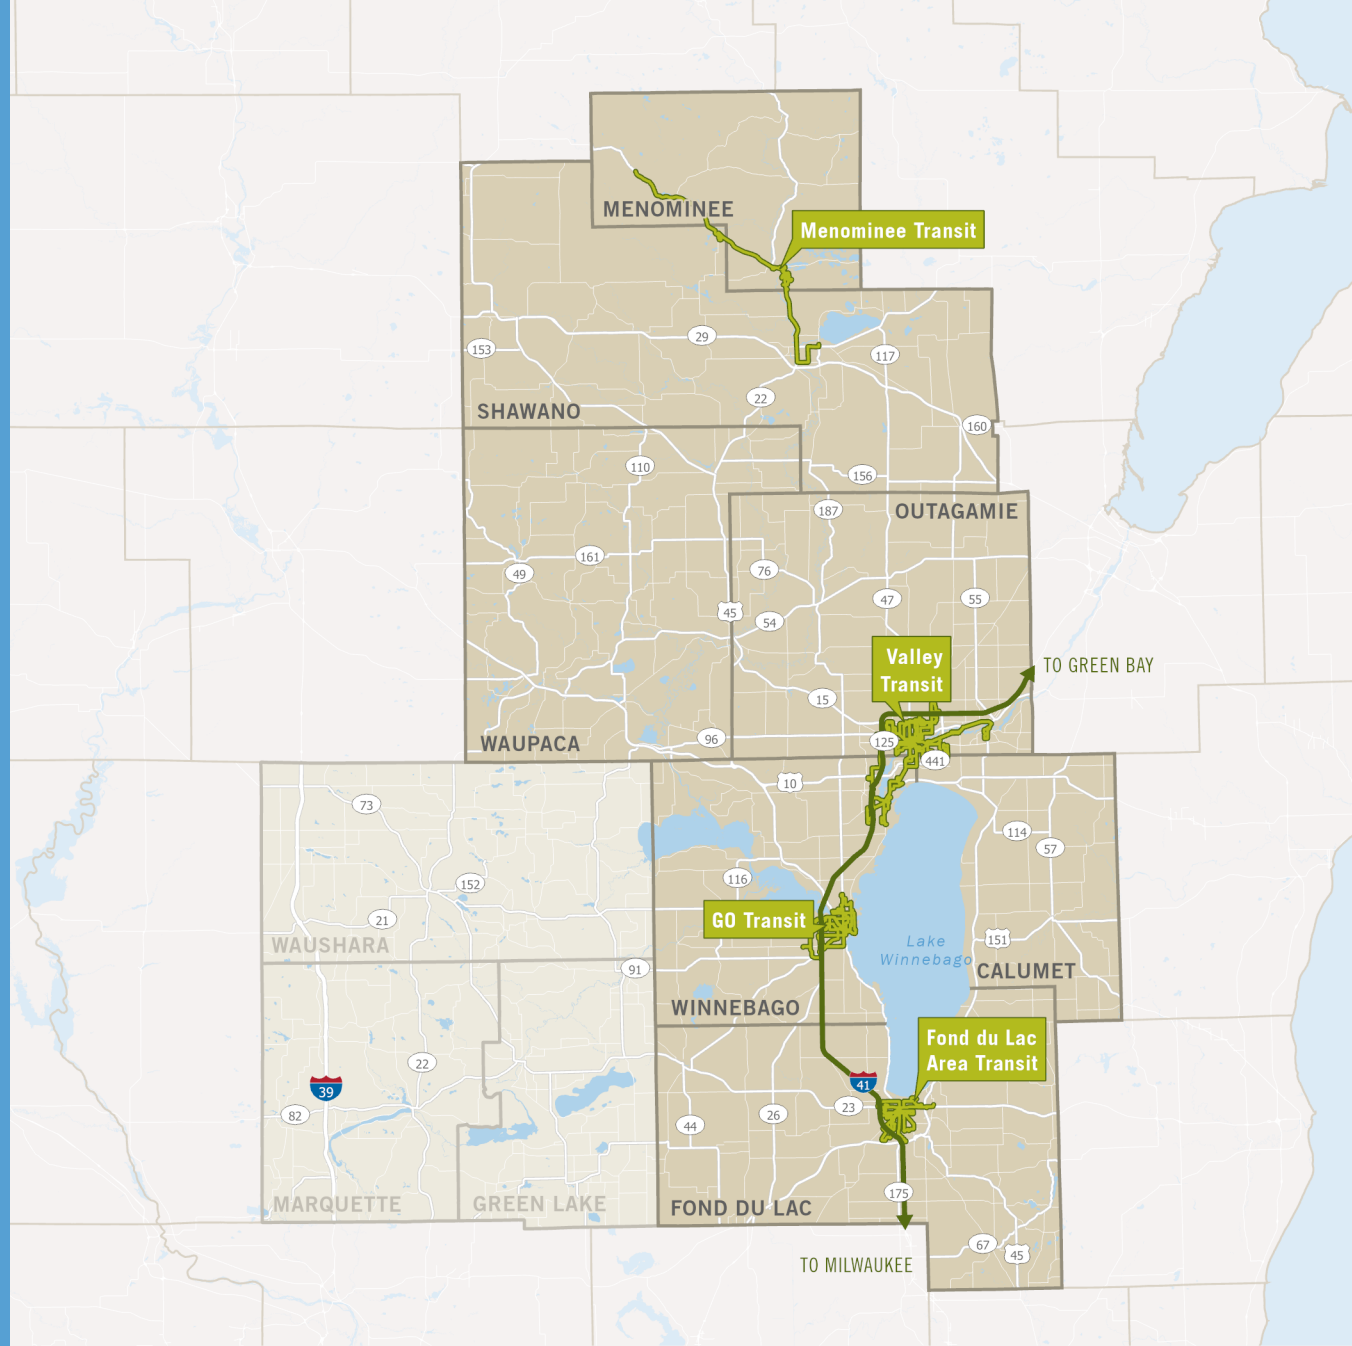 MENOMINEE
Menominee Transit
29
153
117
22
SHAWANO
160
110
156
187
OUTAGAMIE
161
49
76
47
55
45
54
Valley
Transit
TO GREEN BAY
15
96
125
WAUPACA
441
10
73
114
57
116
152
21
GO Transit
WAUSHARA
151
Lake
Winnebago
91
CALUMET
WINNEBAGO
Fond du Lac
Area Transit
22
39
41
82
23
26
44
175
MARQUETTE
GREEN LAKE
FOND DU LAC
67
45
TO MILWAUKEE